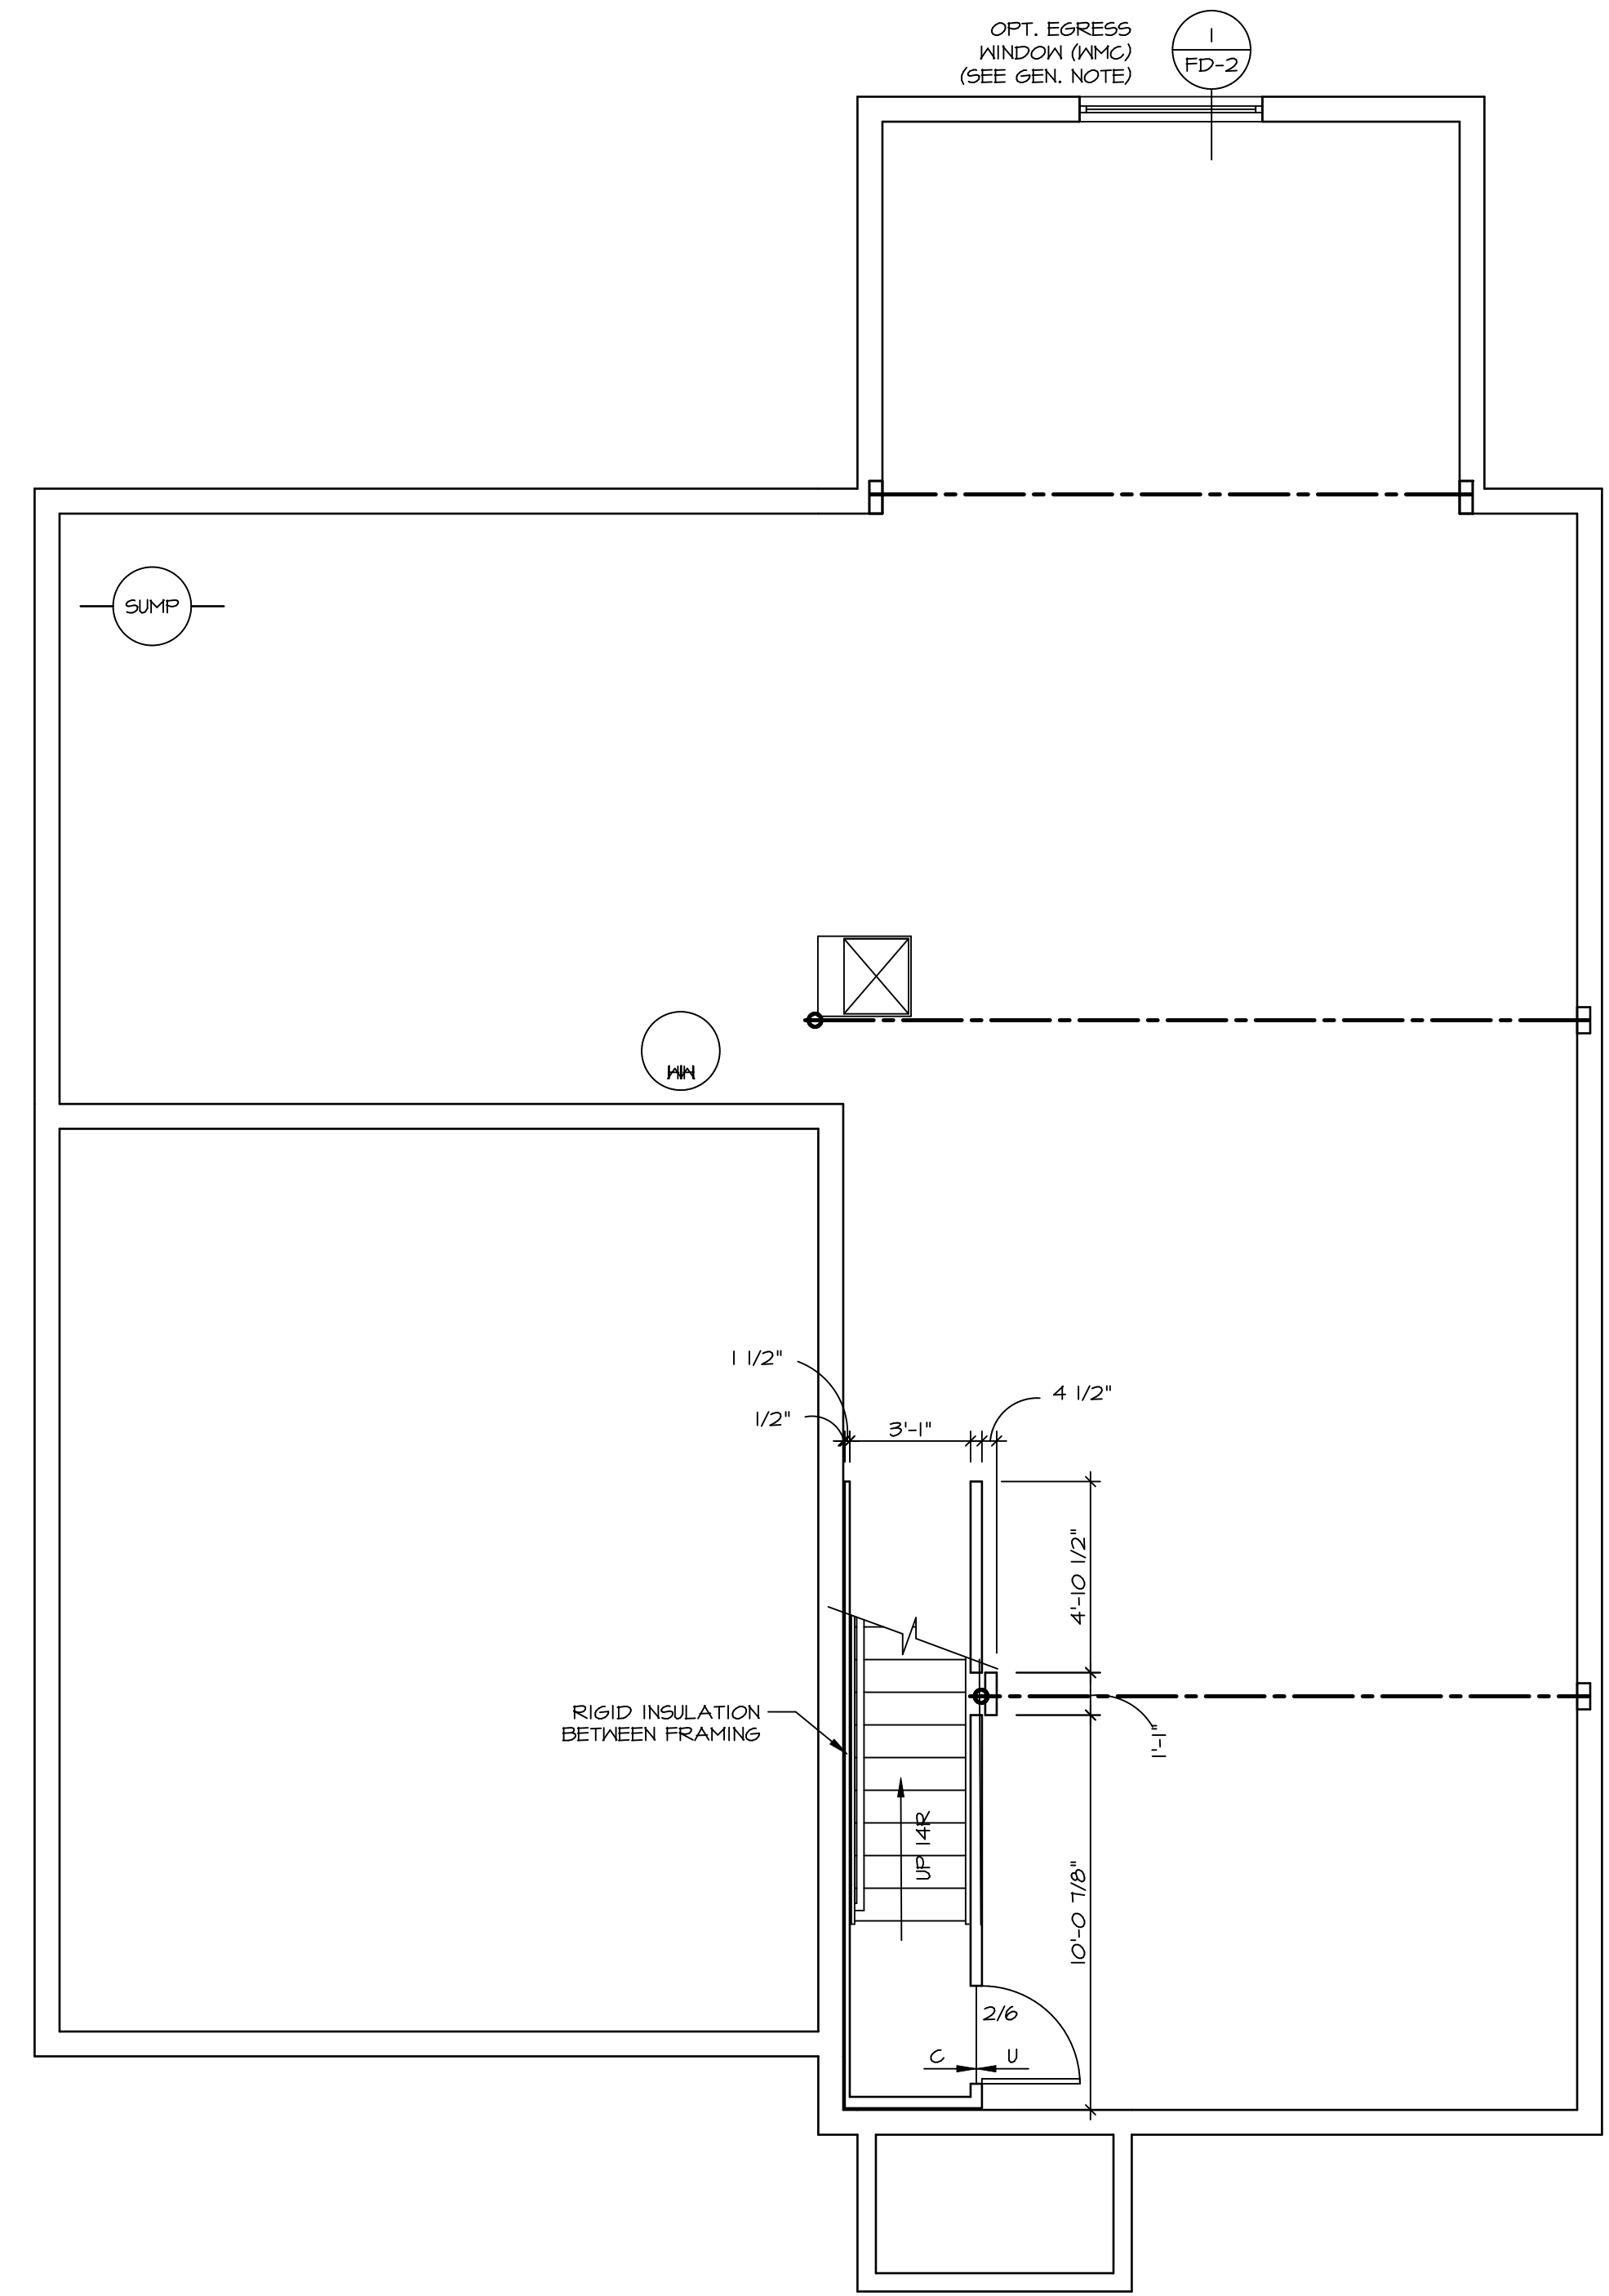 OPT. EGRESS
WINDOW (WMC)
(SEE GEN. NOTE)
1
FD-2
SUMP
1 1/2"
4 1/2"
1/2"
3'-1"
4'-10 1/2"
RIGID INSULATION
BETWEEN FRAMING
1'-1"
UP 14R
10'-0 7/8"
2/6
C
U